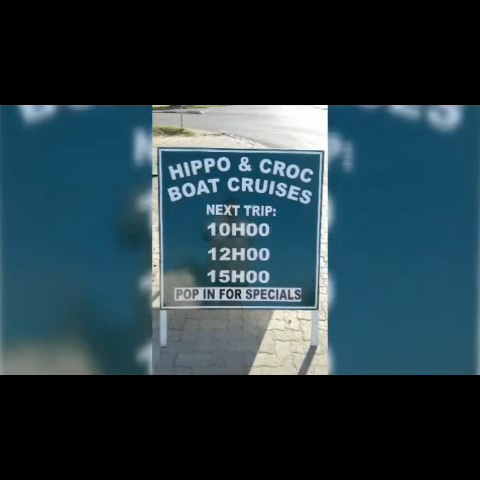 HIPPO & CROC
BOAT CRUISES
NEXT TRIP:
10H00
12H00
15H00
POP IN FOR SPECIALS